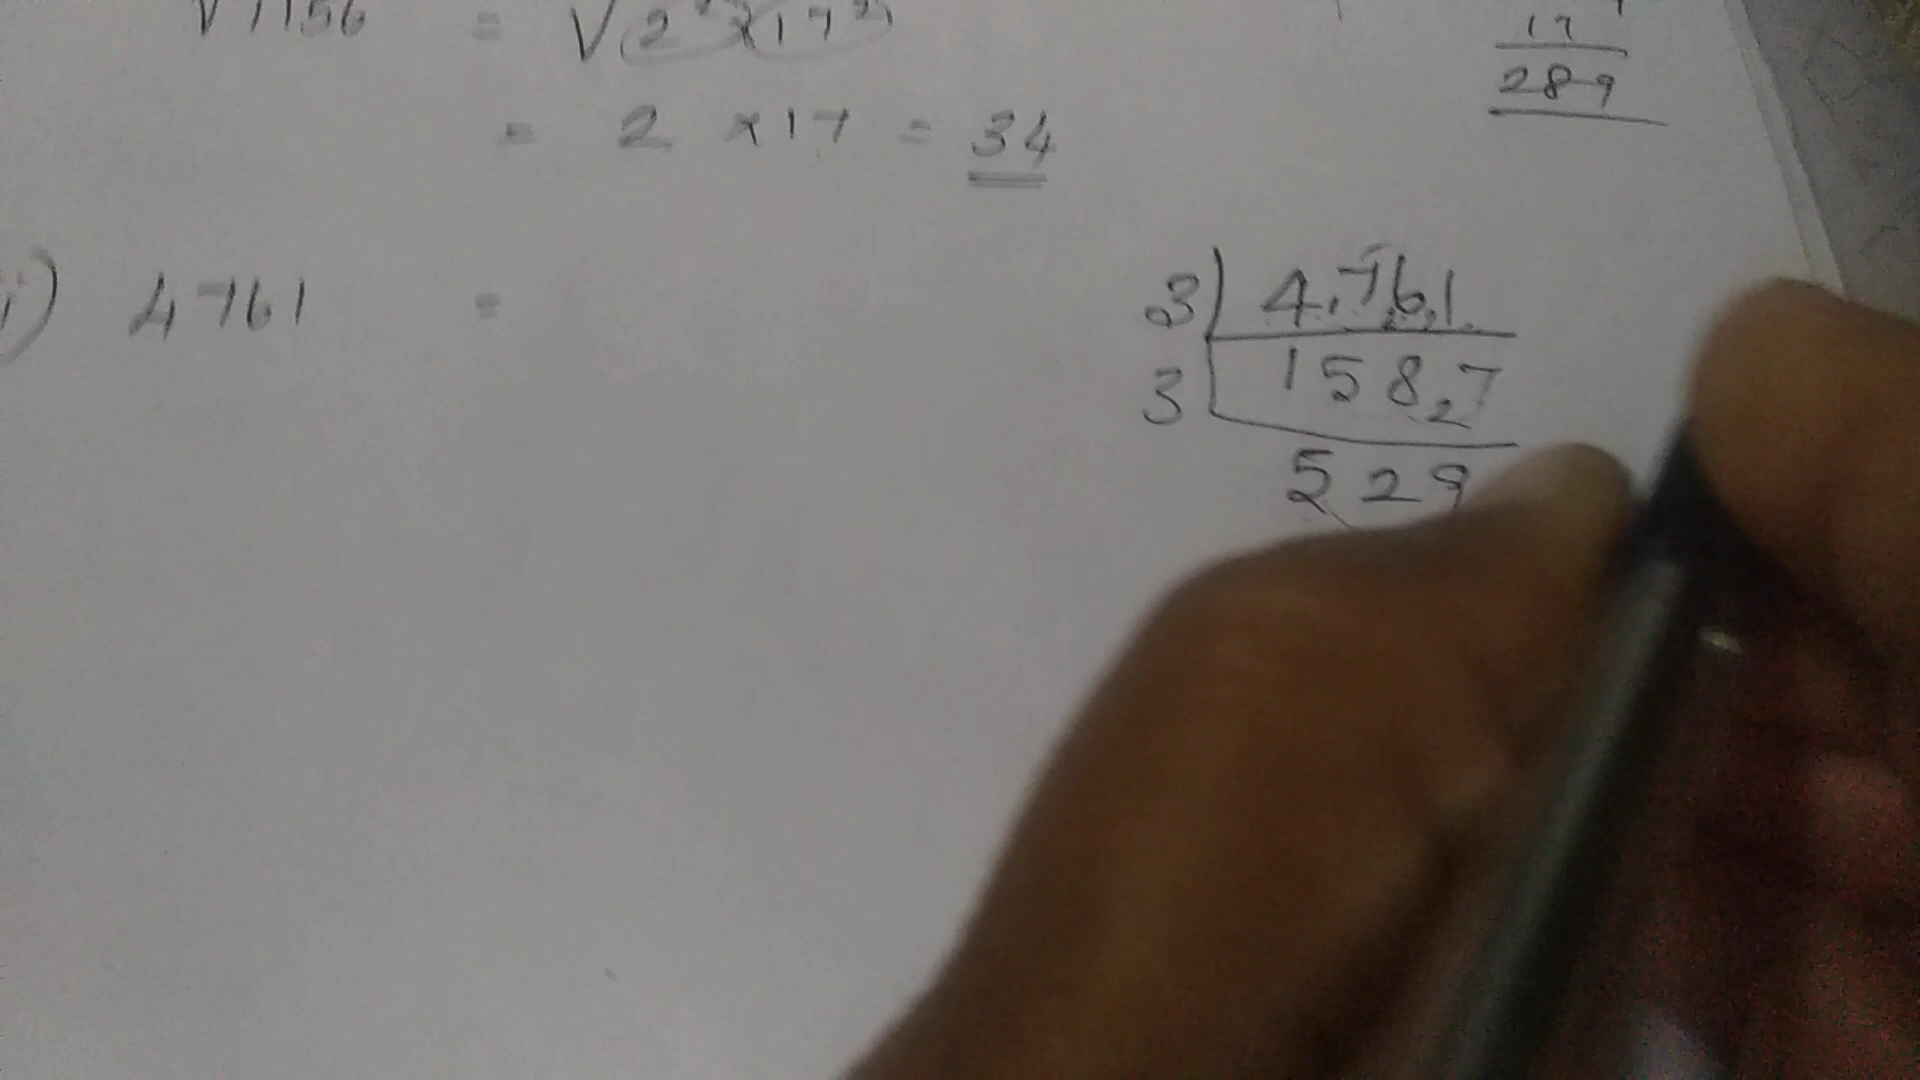 √1156 = √2² × 17²
= 2 × 17 = 34
17
289
i) 4761 =
3) 4761
3 1587
529